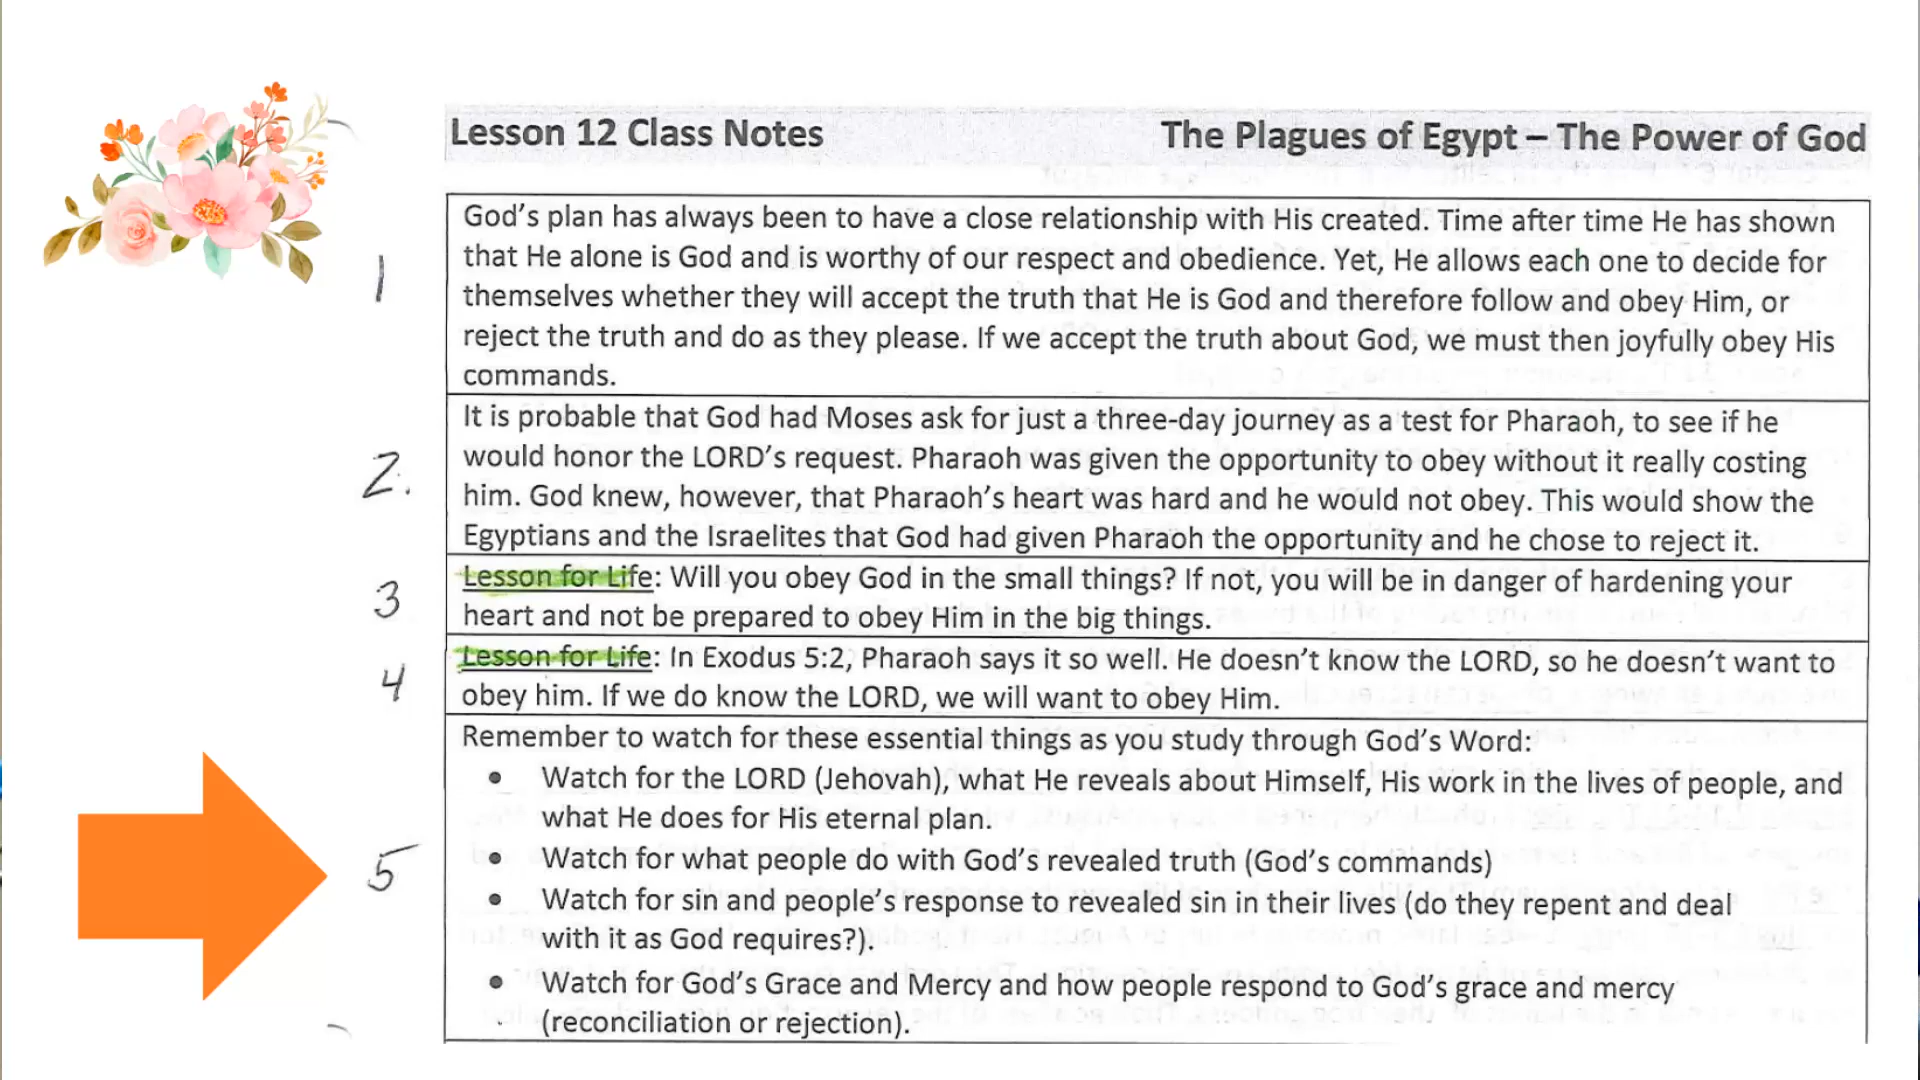 Lesson 12 Class Notes The Plagues of Egypt – The Power of God
1
God's plan has always been to have a close relationship with His created. Time after time He has shown
that He alone is God and is worthy of our respect and obedience. Yet, He allows each one to decide for
themselves whether they will accept the truth that He is God and therefore follow and obey Him, or
reject the truth and do as they please. If we accept the truth about God, we must then joyfully obey His
commands.
2.
It is probable that God had Moses ask for just a three-day journey as a test for Pharaoh, to see if he
would honor the LORD's request. Pharaoh was given the opportunity to obey without it really costing
him. God knew, however, that Pharaoh's heart was hard and he would not obey. This would show the
Egyptians and the Israelites that God had given Pharaoh the opportunity and he chose to reject it.
3
Lesson for Life: Will you obey God in the small things? If not, you will be in danger of hardening your
heart and not be prepared to obey Him in the big things.
4
Lesson for Life: In Exodus 5:2, Pharaoh says it so well. He doesn't know the LORD, so he doesn't want to
obey him. If we do know the LORD, we will want to obey Him.
5
Remember to watch for these essential things as you study through God's Word:
• Watch for the LORD (Jehovah), what He reveals about Himself, His work in the lives of people, and
what He does for His eternal plan.
• Watch for what people do with God's revealed truth (God's commands)
• Watch for sin and people's response to revealed sin in their lives (do they repent and deal
with it as God requires?).
• Watch for God's Grace and Mercy and how people respond to God's grace and mercy
(reconciliation or rejection).